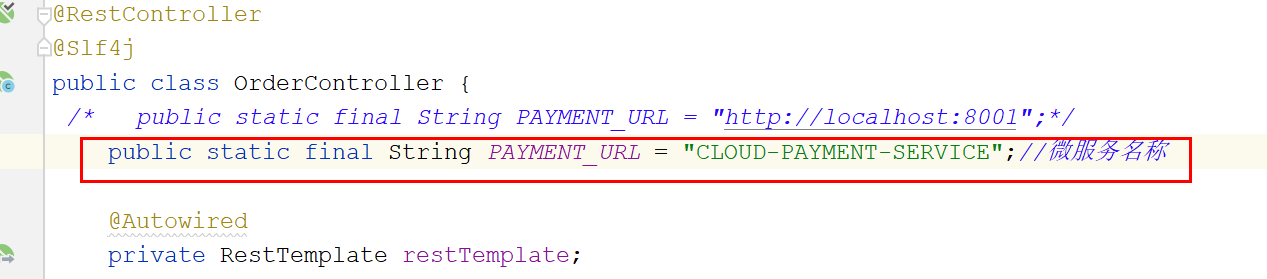 @RestController
@Slf4j
public class OrderController {
/*   public static final String PAYMENT_URL = "http://localhost:8001";*/
public static final String PAYMENT_URL = "CLOUD-PAYMENT-SERVICE";//微服务名称
@Autowired
private RestTemplate restTemplate;